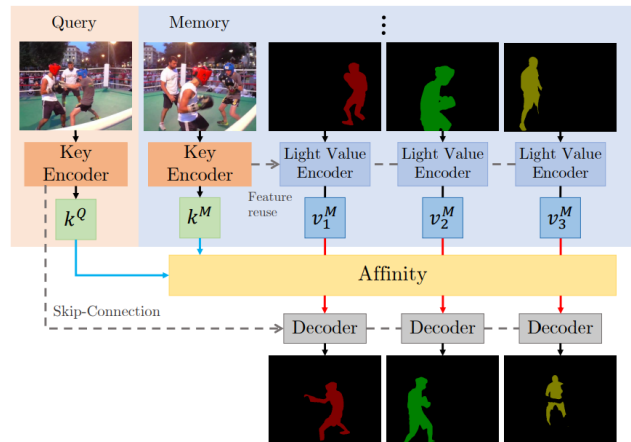 Query
Memory
⋮
Key
Encoder
Key
Encoder
Light Value
Encoder
Light Value
Encoder
Light Value
Encoder
Feature
reuse
k^Q
k^M
v_1^M
v_2^M
v_3^M
Affinity
Skip-Connection
Decoder
Decoder
Decoder